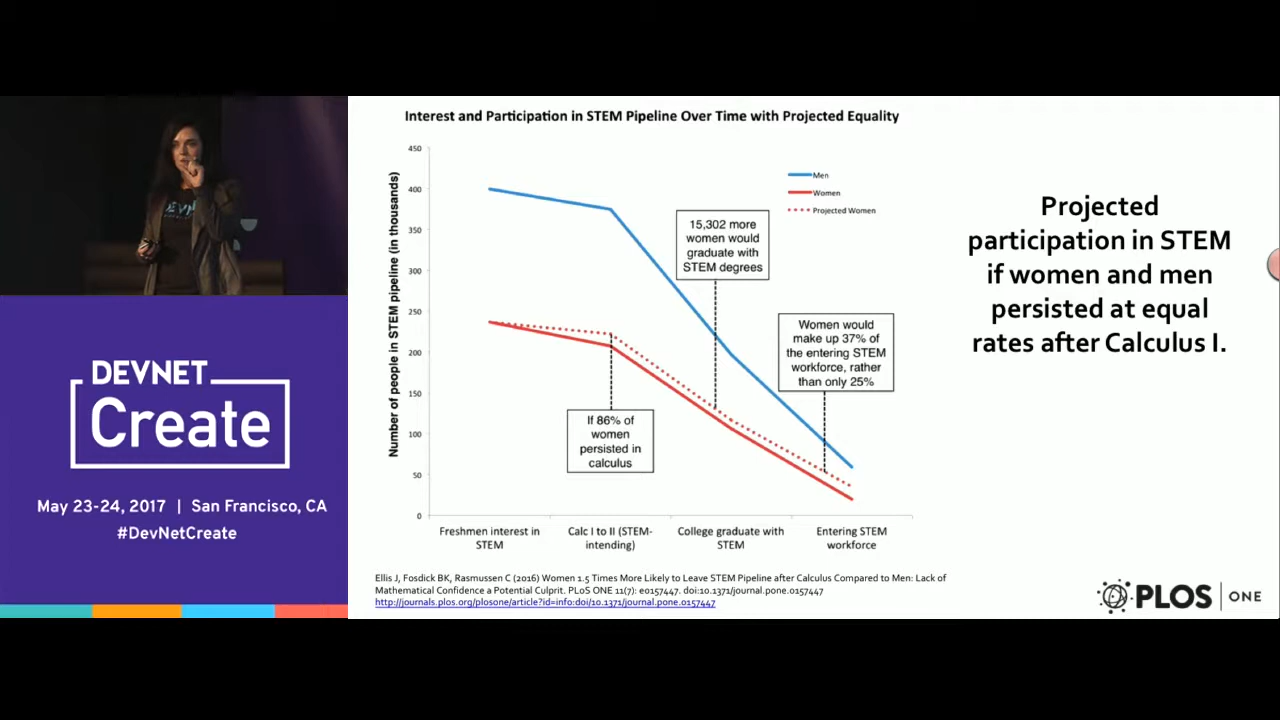 DEVNET
Create
May 23-24, 2017 | San Francisco, CA
#DevNetCreate
Interest and Participation in STEM Pipeline Over Time with Projected Equality
Number of people in STEM pipeline (in thousands)
450
400
350
300
250
200
150
100
50
0
Men
Women
Projected Women
15,302 more
women would
graduate with
STEM degrees
Women would
make up 37% of
the entering STEM
workforce, rather
than only 25%
If 86% of
women
persisted in
calculus
Freshmen interest in
STEM
Calc I to II (STEM-
intending)
College graduate with
STEM
Entering STEM
workforce
Projected
participation in STEM
if women and men
persisted at equal
rates after Calculus I.
Ellis J, Fosdick BK, Rasmussen C (2016) Women 1.5 Times More Likely to Leave STEM Pipeline after Calculus Compared to Men: Lack of
Mathematical Confidence a Potential Culprit. PLoS ONE 11(7): e0157447. doi:10.1371/journal.pone.0157447
http://journals.plos.org/plosone/article?id=info:doi/10.1371/journal.pone.0157447
PLOS | ONE